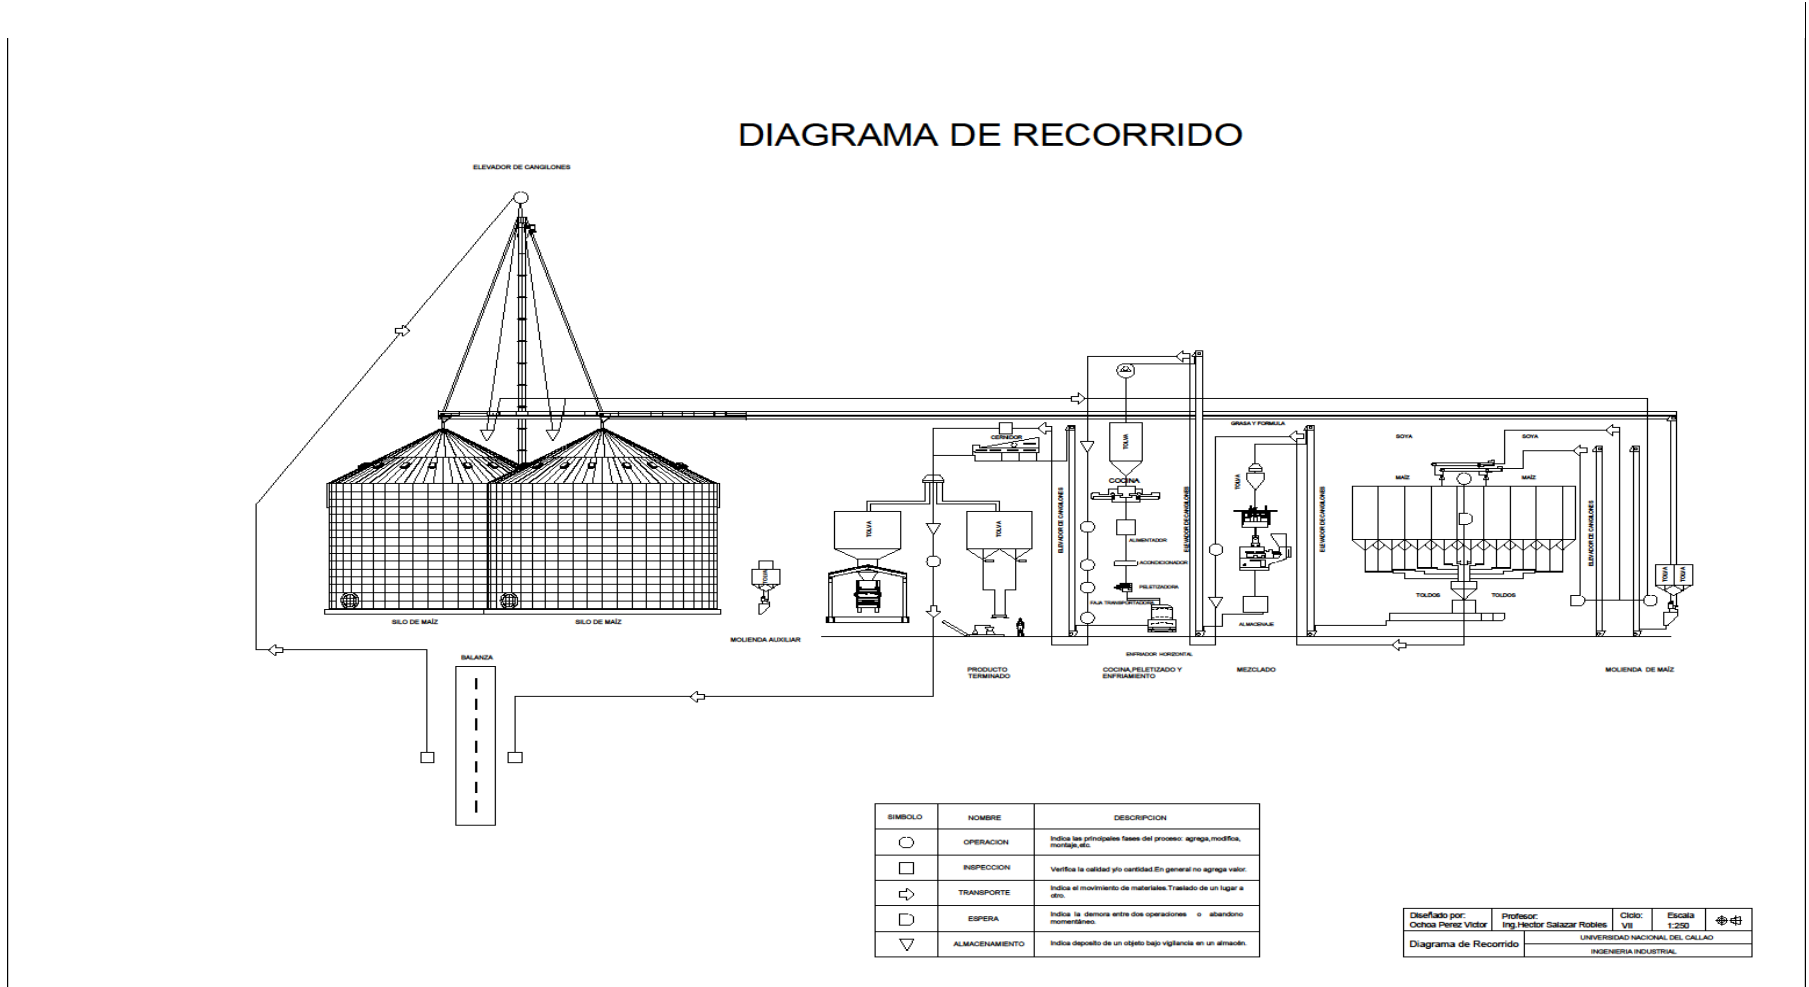 DIAGRAMA DE RECORRIDO
ELEVADOR DE CANGILONES
SILO DE MAÍZ
SILO DE MAÍZ
BALANZA
TOLVA
MOLIENDA AUXILIAR
TOLVA
TOLVA
PRODUCTO
TERMINADO
CERNIDOR
ELEVADOR DE CANGILONES
TOLVA
COCINA
ALIMENTADOR
ACONDICIONADOR
PELETIZADORA
FAJA TRANSPORTADORA
ENFRIADOR HORIZONTAL
COCINA,PELETIZADO Y
ENFRIAMIENTO
ELEVADOR DE CANGILONES
GRASA Y FORMULA
TOLVA
ALMACENAJE
MEZCLADO
ELEVADOR DE CANGILONES
SOYA
SOYA
MAÍZ
MAÍZ
TOLDOS
TOLDOS
ELEVADOR DE CANGILONES
TOLVA
TOLVA
MOLIENDA DE MAÍZ
SIMBOLO
NOMBRE
DESCRIPCION
OPERACION
Indica las principales fases del proceso: agrega,modifica,
montaje,etc.
INSPECCION
Verifica la calidad y/o cantidad.En general no agrega valor.
TRANSPORTE
Indica el movimiento de materiales.Traslado de un lugar a
otro.
ESPERA
Indica la demora entre dos operaciones o abandono
momentáneo.
ALMACENAMIENTO
Indica deposito de un objeto bajo vigilancia en un almacén.
Diseñado por:
Ochoa Perez Victor
Profesor:
Ing.Hector Salazar Robles
Ciclo:
VII
Escala
1:250
Diagrama de Recorrido
UNIVERSIDAD NACIONAL DEL CALLAO
INGENIERIA INDUSTRIAL